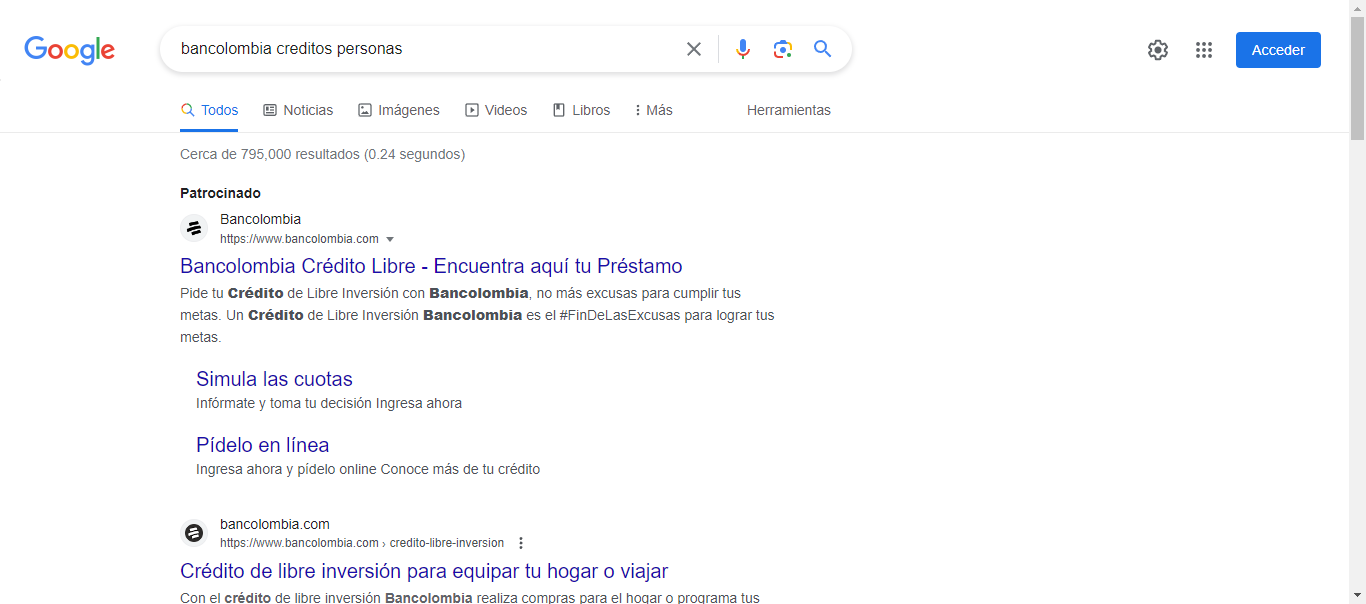 Google
bancolombia creditos personas
Acceder
Todos
Noticias
Imágenes
Videos
Libros
Más
Herramientas
Cerca de 795,000 resultados (0.24 segundos)
Patrocinado
Bancolombia
https://www.bancolombia.com
Bancolombia Crédito Libre - Encuentra aquí tu Préstamo
Pide tu Crédito de Libre Inversión con Bancolombia, no más excusas para cumplir tu
metas. Un Crédito de Libre Inversión Bancolombia es el #FinDeLasExcusas para lograr tus
metas.
Simula las cuotas
Infórmate y toma tu decisión Ingresa ahora
Pídelo en línea
Ingresa ahora y pídelo online Conoce más de tu crédito
bancolombia.com
https://www.bancolombia.com › credito-libre-inversion
Crédito de libre inversión para equipar tu hogar o viajar
Con el crédito de libre inversión Bancolombia realiza compras para el hogar o programa tus